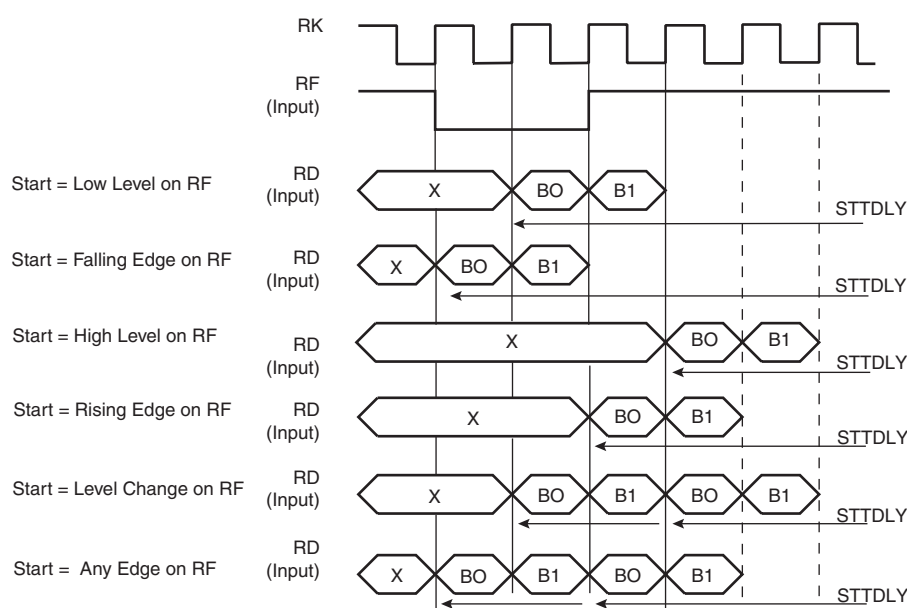 RK
RF
(Input)
Start = Low Level on RF
RD
(Input)
X
BO
B1
STTDLY
Start = Falling Edge on RF
RD
(Input)
X
BO
B1
STTDLY
Start = High Level on RF
RD
(Input)
X
BO
B1
STTDLY
Start = Rising Edge on RF
RD
(Input)
X
BO
B1
STTDLY
Start = Level Change on RF
RD
(Input)
X
BO
B1
BO
B1
STTDLY
Start = Any Edge on RF
RD
(Input)
X
BO
B1
BO
B1
STTDLY